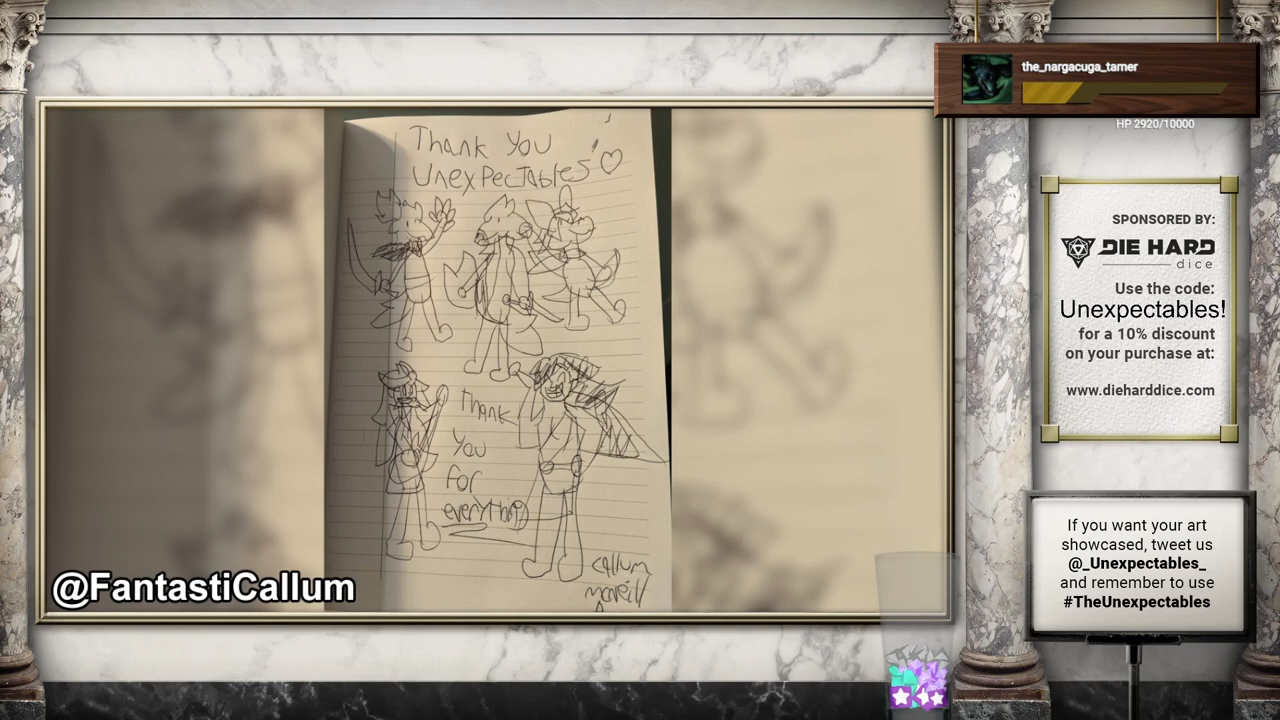 Thank You
Unexpectables
Thank
You
For
everything
Callum
mcneill
@FantastiCallum
the_nargacuga_tamer
HP 2920/10000
SPONSORED BY:
DIE HARD
dice
Use the code:
Unexpectables!
for a 10% discount
on your purchase at:
www.dieharddice.com
If you want your art
showcased, tweet us
@_Unexpectables_
and remember to use
#TheUnexpectables